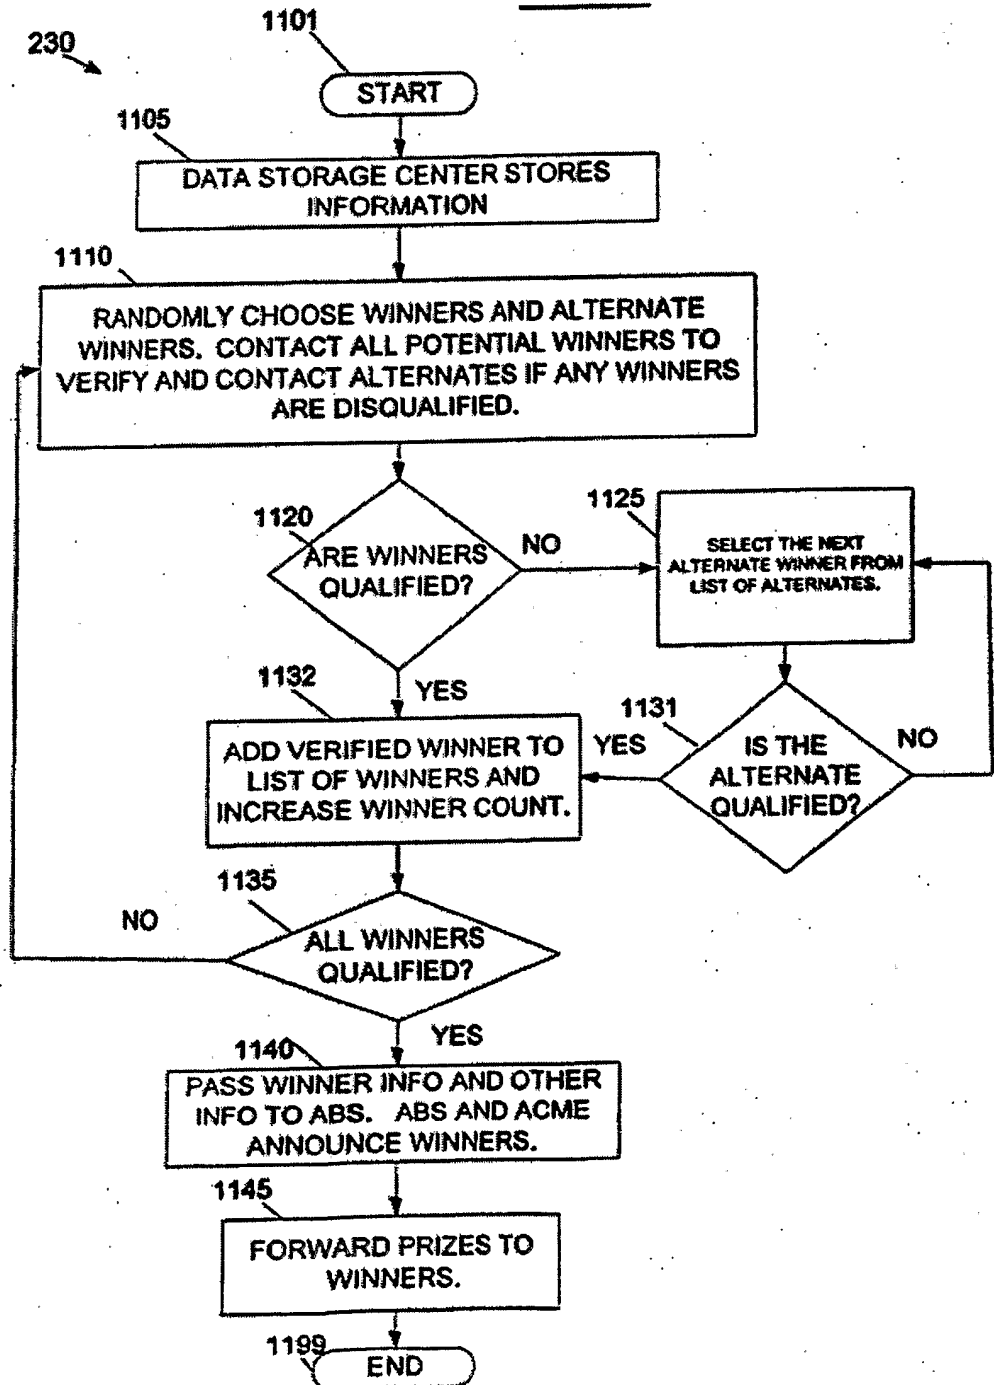 1101
230
START
1105
DATA STORAGE CENTER STORES
INFORMATION
1110
RANDOMLY CHOOSE WINNERS AND ALTERNATE
WINNERS. CONTACT ALL POTENTIAL WINNERS TO
VERIFY AND CONTACT ALTERNATES IF ANY WINNERS
ARE DISQUALIFIED.
1120
ARE WINNERS
QUALIFIED?
NO
1125
SELECT THE NEXT
ALTERNATE WINNER FROM
LIST OF ALTERNATES.
YES
1132
ADD VERIFIED WINNER TO
LIST OF WINNERS AND
INCREASE WINNER COUNT.
YES
1131
IS THE
ALTERNATE
QUALIFIED?
NO
1135
NO
ALL WINNERS
QUALIFIED?
YES
1140
PASS WINNER INFO AND OTHER
INFO TO ABS. ABS AND ACME
ANNOUNCE WINNERS.
1145
FORWARD PRIZES TO
WINNERS.
1199
END